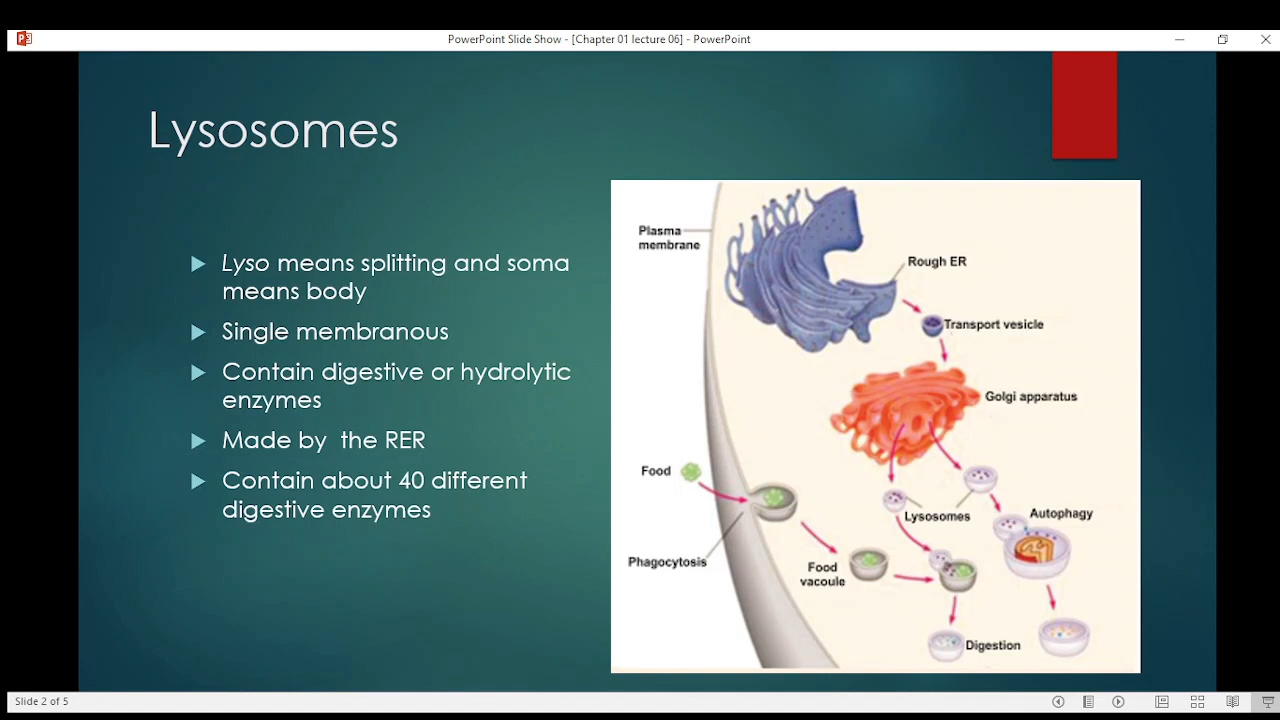 PowerPoint Slide Show - [Chapter 01 lecture 06] - PowerPoint
Lysosomes
Lyso means splitting and soma
means body
Single membranous
Contain digestive or hydrolytic
enzymes
Made by the RER
Contain about 40 different
digestive enzymes
Plasma
membrane
Rough ER
Transport vesicle
Golgi apparatus
Food
Lysosomes
Autophagy
Phagocytosis
Food
vacoule
Digestion
Slide 2 of 5